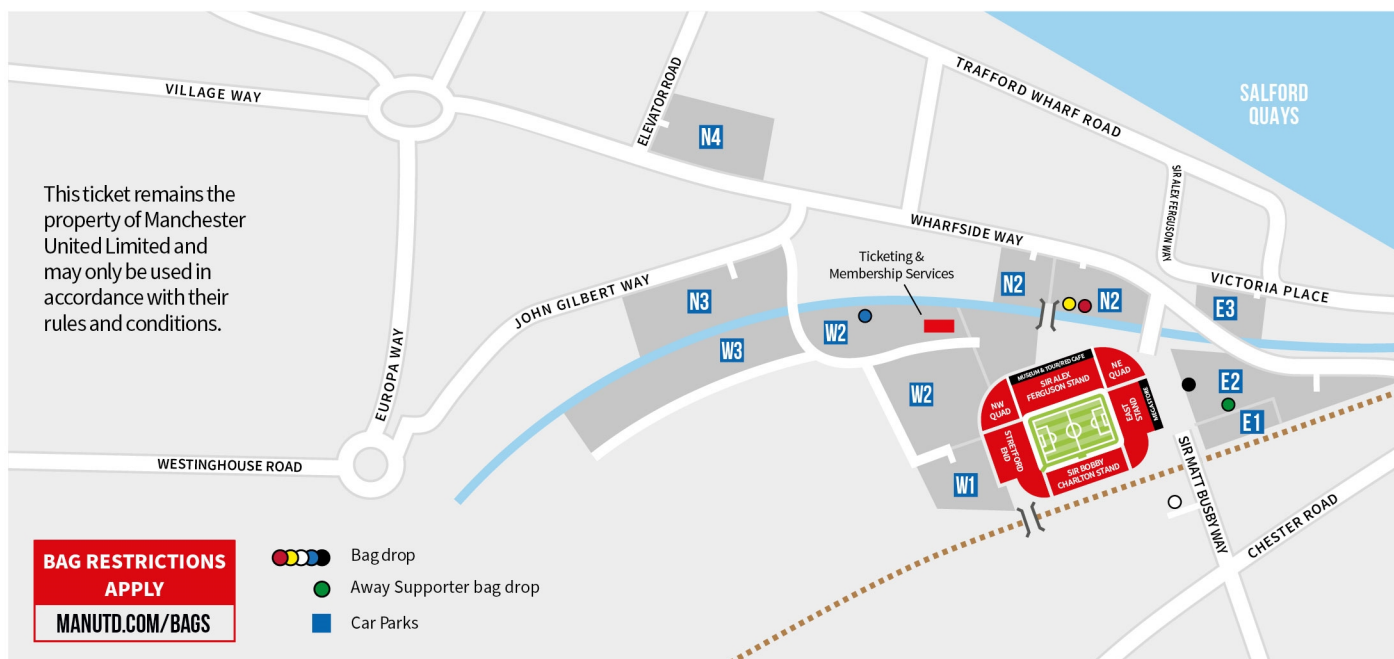 VILLAGE WAY
ELEVATOR ROAD
N4
TRAFFORD WHARF ROAD
SALFORD
QUAYS
This ticket remains the
property of Manchester
United Limited and
may only be used in
accordance with their
rules and conditions.
EUROPA WAY
JOHN GILBERT WAY
WHARFSIDE WAY
SIR ALEX FERGUSON WAY
VICTORIA PLACE
Ticketing &
Membership Services
N3
N2
N2
E3
W3
W2
W2
W1
MUSEUM & TOUR/RED CAFE
SIR ALEX
FERGUSON STAND
NE
QUAD
NW
QUAD
EAST
STAND
MEGASTORE
STRETFORD
END
SIR BOBBY
CHARLTON STAND
E2
E1
SIR MATT BUSBY WAY
CHESTER ROAD
WESTINGHOUSE ROAD
BAG RESTRICTIONS
APPLY
MANUTD.COM/BAGS
Bag drop
Away Supporter bag drop
Car Parks